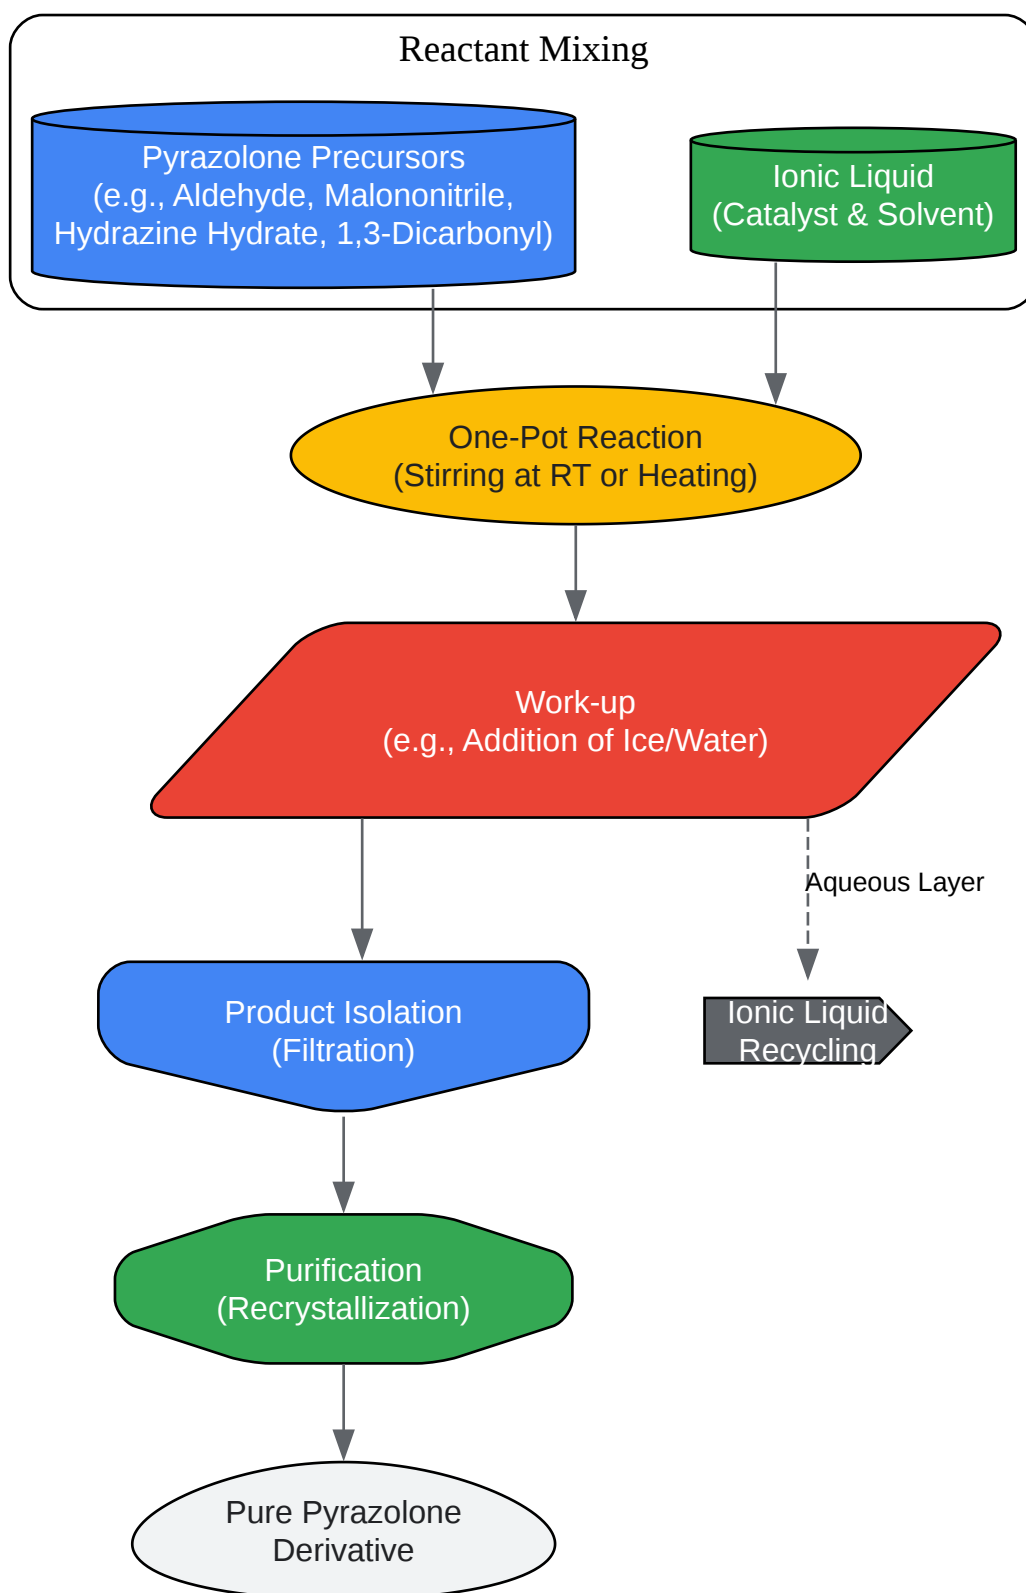 Reactant Mixing
Pyrazolone Precursors
(e.g., Aldehyde, Malononitrile,
Hydrazine Hydrate, 1,3-Dicarbonyl)
Ionic Liquid
(Catalyst & Solvent)
One-Pot Reaction
(Stirring at RT or Heating)
Work-up
(e.g., Addition of Ice/Water)
Aqueous Layer
Product Isolation
(Filtration)
Ionic Liquid
Recycling
Purification
(Recrystallization)
Pure Pyrazolone
Derivative